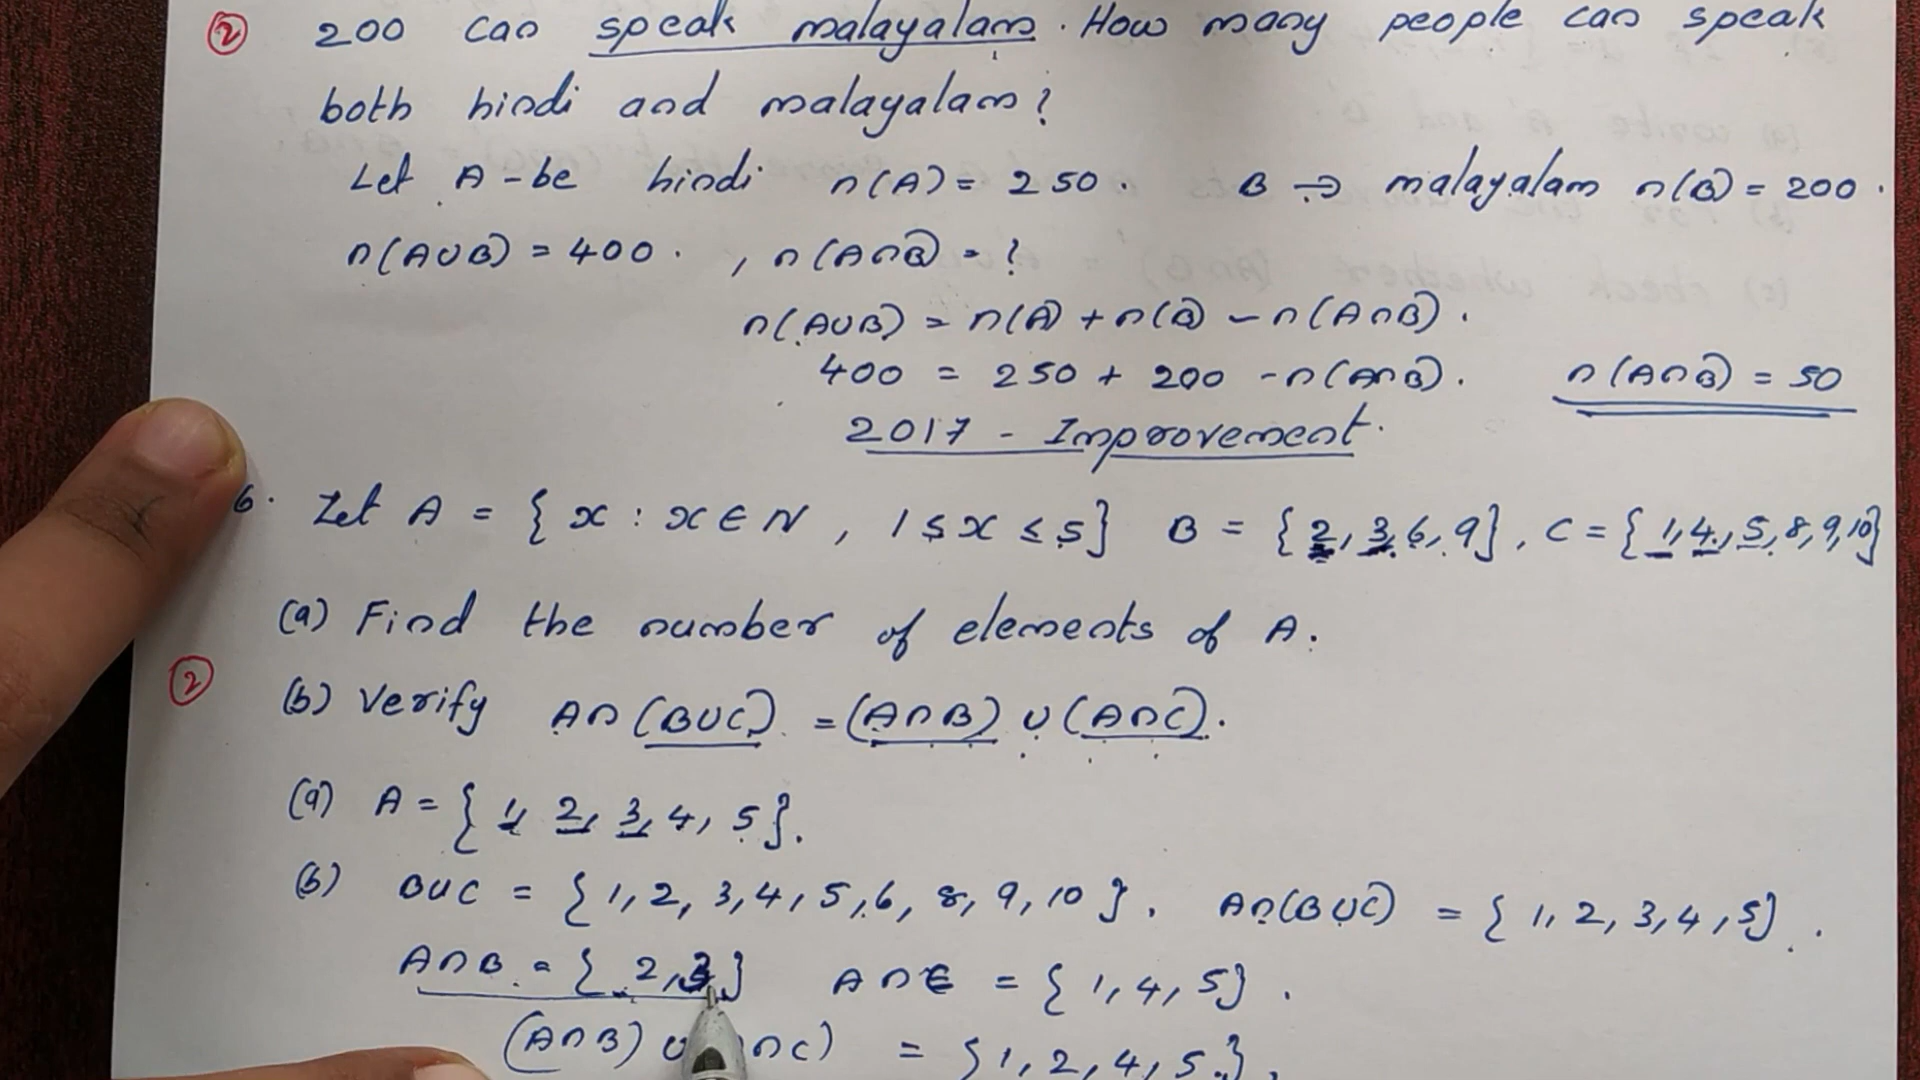 ② 200 can speak malayalam. How many people can speak
both hindi and malayalam?
Let A - be hindi n(A) = 250. B → malayalam n(B) = 200.
n(A∪B) = 400. , n(A∩B) = ?
n(A∪B) = n(A) + n(B) - n(A∩B).
400 = 250 + 200 - n(A∩B). n(A∩B) = 50
2017 - Improvement.
6. Let A = {x : x ∈ N, 1 ≤ x ≤ 5} B = {2, 3, 6, 9}, C = {1, 4, 5, 8, 9, 10}
(a) Find the number of elements of A.
② (b) Verify A∩(B∪C) = (A∩B) ∪ (A∩C).
(a) A = {1, 2, 3, 4, 5}.
(b) B∪C = {1, 2, 3, 4, 5, 6, 8, 9, 10}. A∩(B∪C) = {1, 2, 3, 4, 5}.
A∩B = {2, 3} A∩C = {1, 4, 5}.
(A∩B) ∪ ∩C) = {1, 2, 4, 5}.